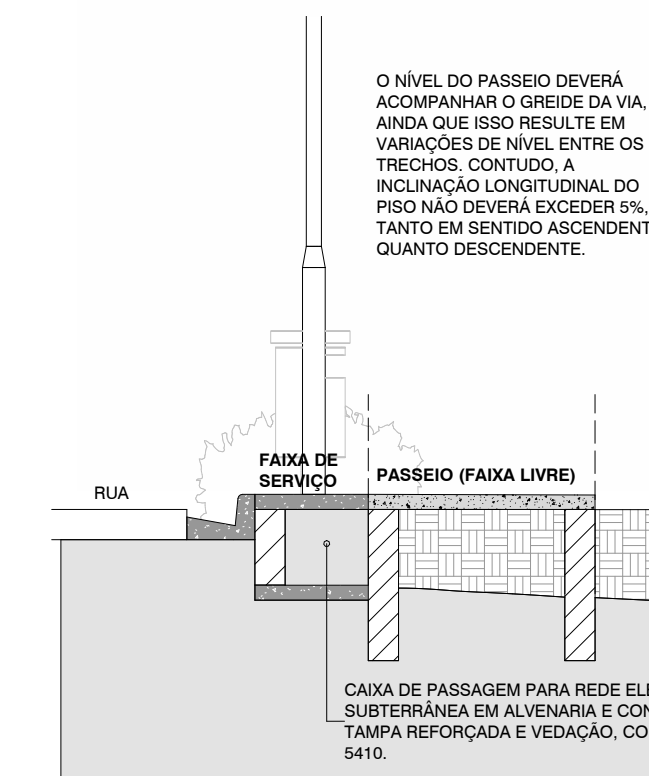 O NÍVEL DO PASSEIO DEVERÁ
ACOMPANHAR O GREIDE DA VIA,
AINDA QUE ISSO RESULTE EM
VARIAÇÕES DE NÍVEL ENTRE OS
TRECHOS. CONTUDO, A
INCLINAÇÃO LONGITUDINAL DO
PISO NÃO DEVERÁ EXCEDER 5%,
TANTO EM SENTIDO ASCENDENT
QUANTO DESCENDENTE.
FAIXA DE
SERVIÇO
PASSEIO (FAIXA LIVRE)
RUA
CAIXA DE PASSAGEM PARA REDE ELE
SUBTERRÂNEA EM ALVENARIA E CON
TAMPA REFORÇADA E VEDAÇÃO, CO
5410.